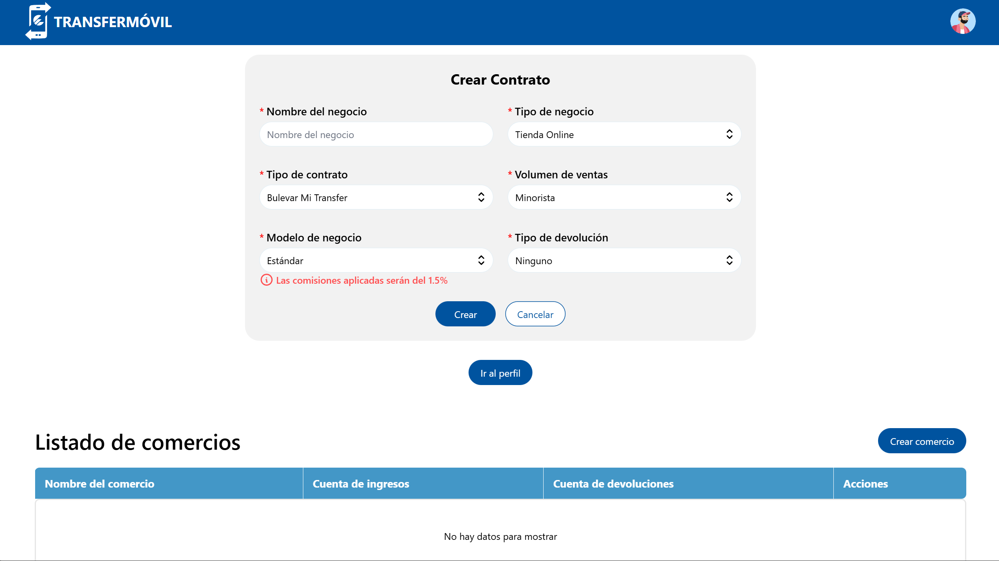 TRANSFERMÓVIL
Crear Contrato
* Nombre del negocio
* Tipo de negocio
Nombre del negocio
Tienda Online
* Tipo de contrato
* Volumen de ventas
Bulevar Mi Transfer
Minorista
* Modelo de negocio
* Tipo de devolución
Estándar
Ninguno
Las comisiones aplicadas serán del 1.5%
Crear
Cancelar
Ir al perfil
Listado de comercios
Crear comercio
Nombre del comercio
Cuenta de ingresos
Cuenta de devoluciones
Acciones
No hay datos para mostrar